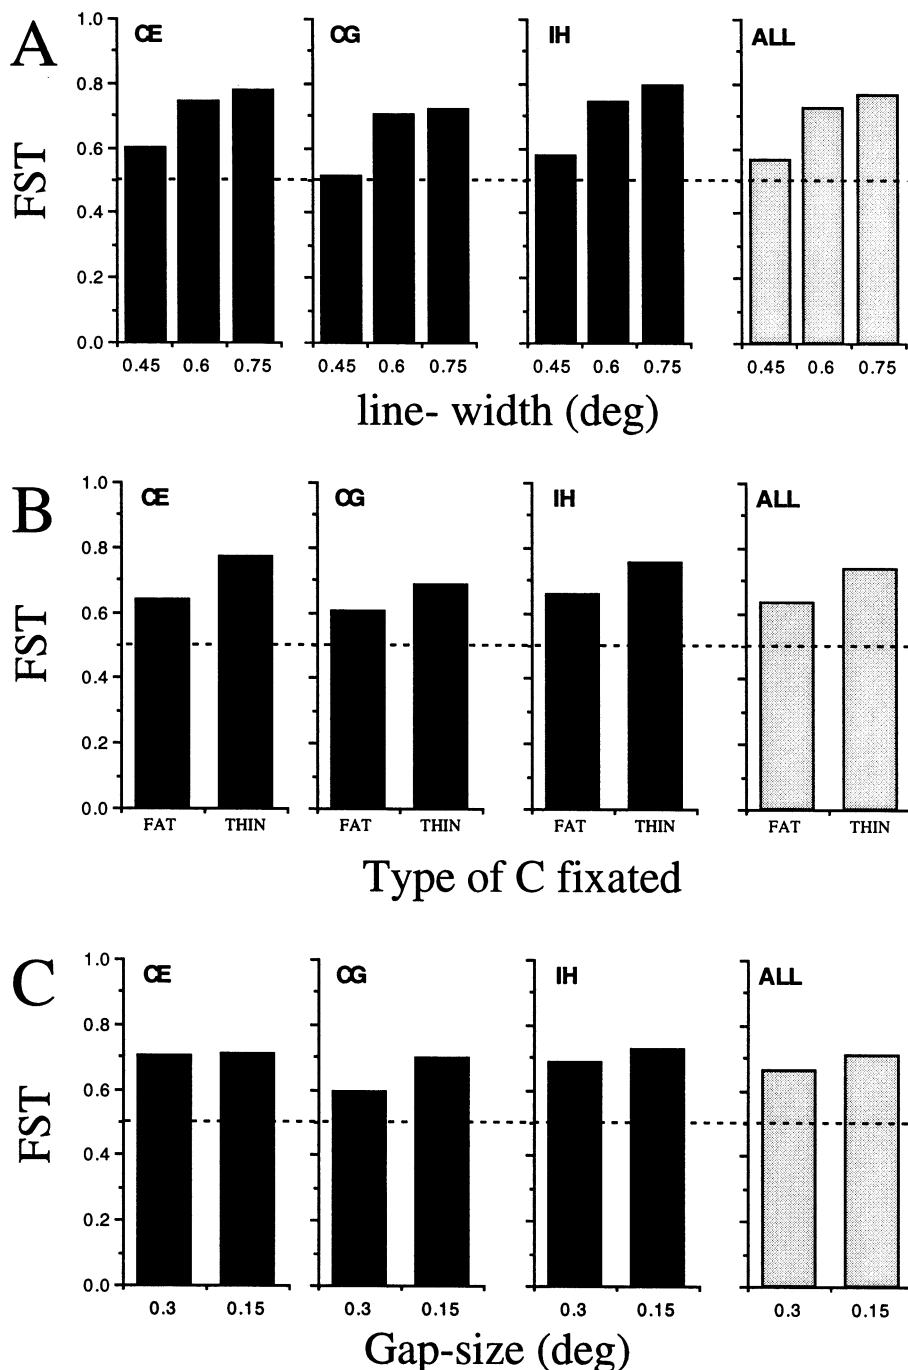 A
CE CG IH ALL
FST
1.0
0.8
0.6
0.4
0.2
0.0
0.45 0.6 0.75 0.45 0.6 0.75 0.45 0.6 0.75 0.45 0.6 0.75
line- width (deg)
B
CE CG IH ALL
FST
1.0
0.8
0.6
0.4
0.2
0.0
FAT THIN FAT THIN FAT THIN FAT THIN
Type of C fixated
C
CE CG IH ALL
FST
1.0
0.8
0.6
0.4
0.2
0.0
0.3 0.15 0.3 0.15 0.3 0.15 0.3 0.15
Gap-size (deg)